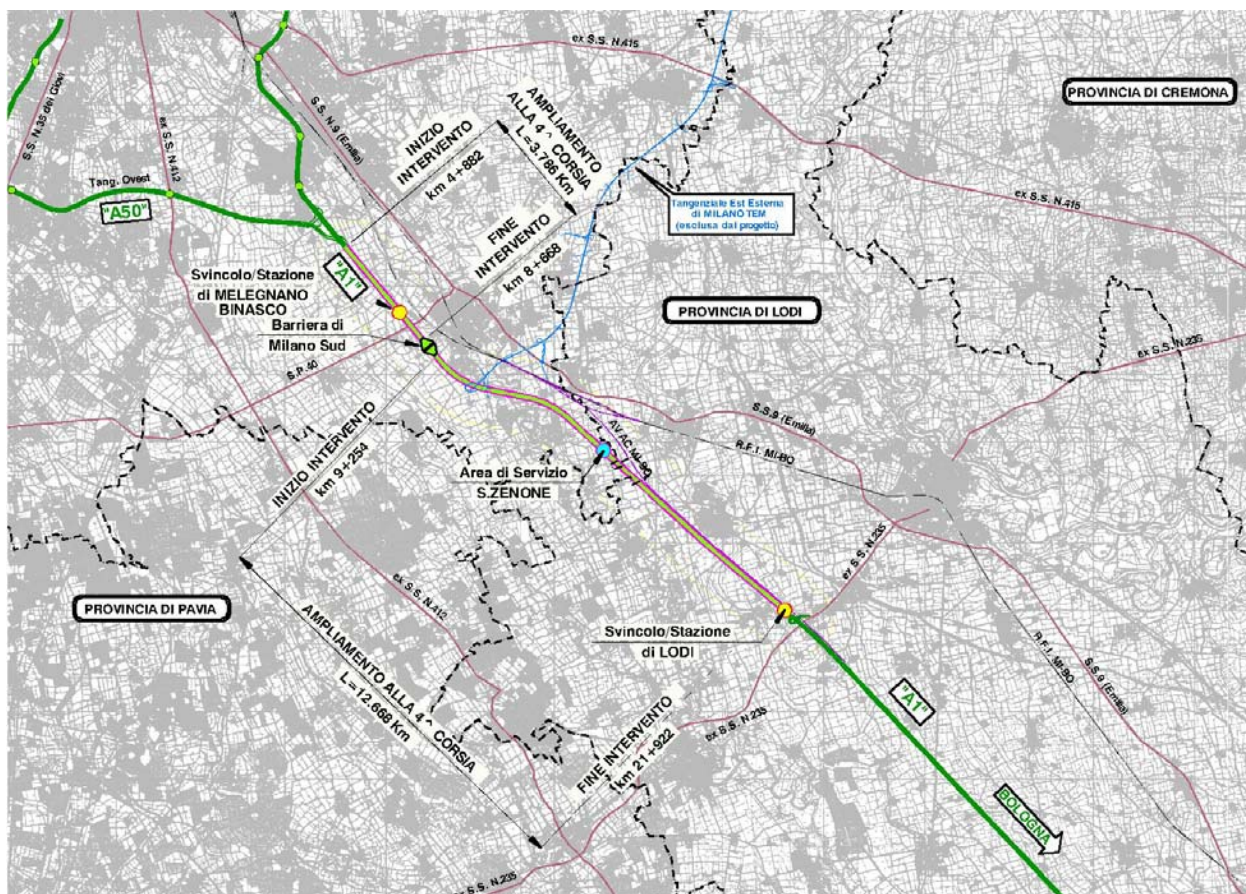 ex S.S. N.415
PROVINCIA DI CREMONA
S.S. N.35 dei Giovi
ex S.S. N.412
S.S. N.9 (Emilia)
INIZIO
INTERVENTO
km 4+882
AMPLIAMENTO
ALLA 4^ CORSIA
L=3.786 Km
Tang. Ovest
"A50"
Tangenziale Est Esterna
di MILANO TEM
(esclusa dal progetto)
ex S.S. N.415
FINE
INTERVENTO
km 8+668
"A1"
Svincolo/Stazione
di MELEGNANO
BINASCO
Barriera di
Milano Sud
PROVINCIA DI LODI
ex S.S. N.235
S.P. 40
INIZIO INTERVENTO
km 9+254
S.S.9 (Emilia)
AV AC MI-BO
R.F.I. MI-BO
Area di Servizio
S.ZENONE
ex S.S. N.235
PROVINCIA DI PAVIA
ex S.S. N.412
Svincolo/Stazione
di LODI
R.F.I. MI-BO
S.S.9 (Emilia)
AMPLIAMENTO ALLA 4^ CORSIA
L=12.668 Km
"A1"
FINE INTERVENTO
km 21+922
ex S.S. N.235
BOLOGNA